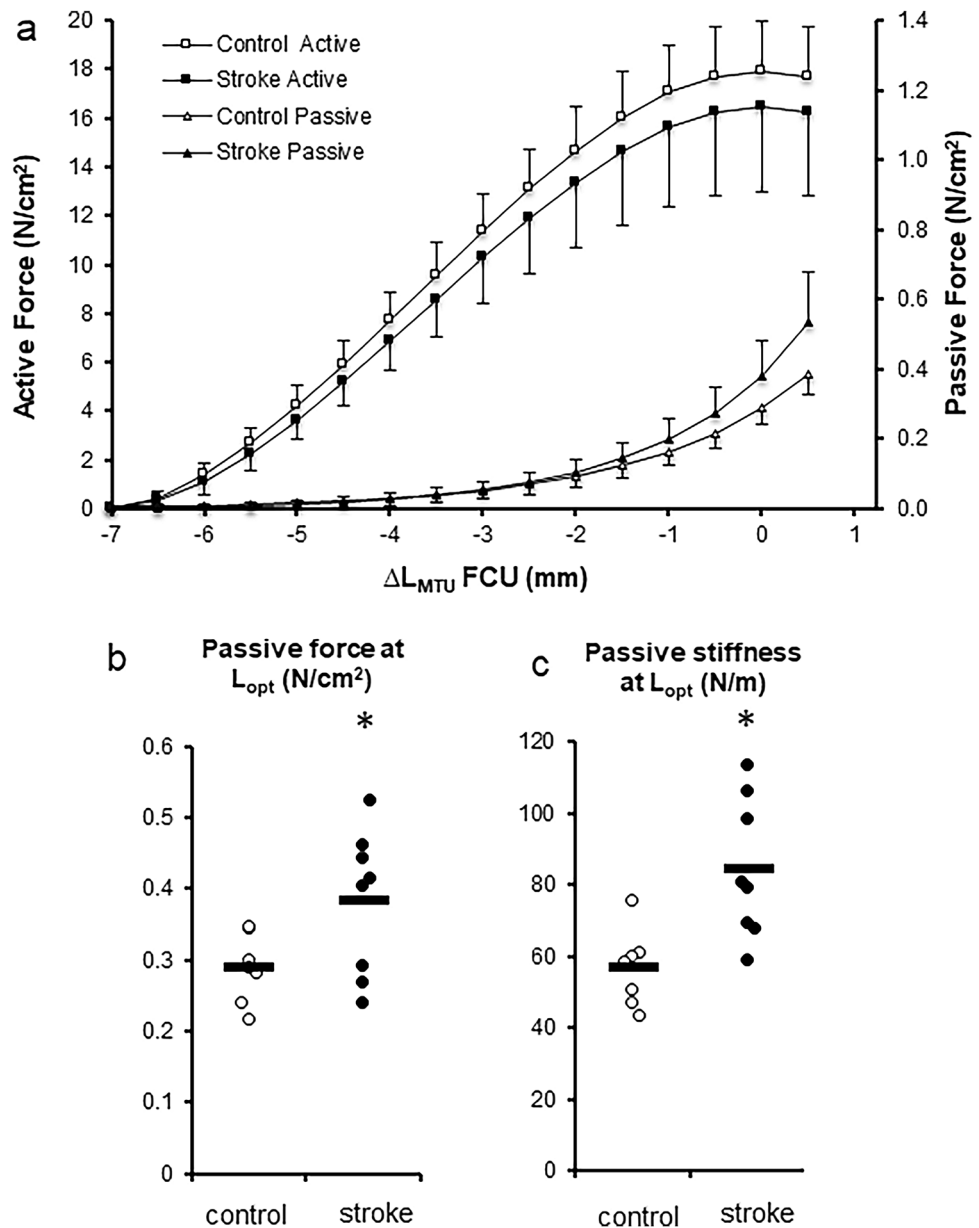 a
Control Active
Stroke Active
Control Passive
Stroke Passive
Active Force (N/cm²)
20
18
16
14
12
10
8
6
4
2
0
Passive Force (N/cm²)
1.4
1.2
1.0
0.8
0.6
0.4
0.2
0.0
-7 -6 -5 -4 -3 -2 -1 0 1
ΔLMTU FCU (mm)
b
Passive force at
Lopt (N/cm²)
*
0.6
0.5
0.4
0.3
0.2
0.1
0
control stroke
c
Passive stiffness
at Lopt (N/m)
*
120
100
80
60
40
20
0
control stroke